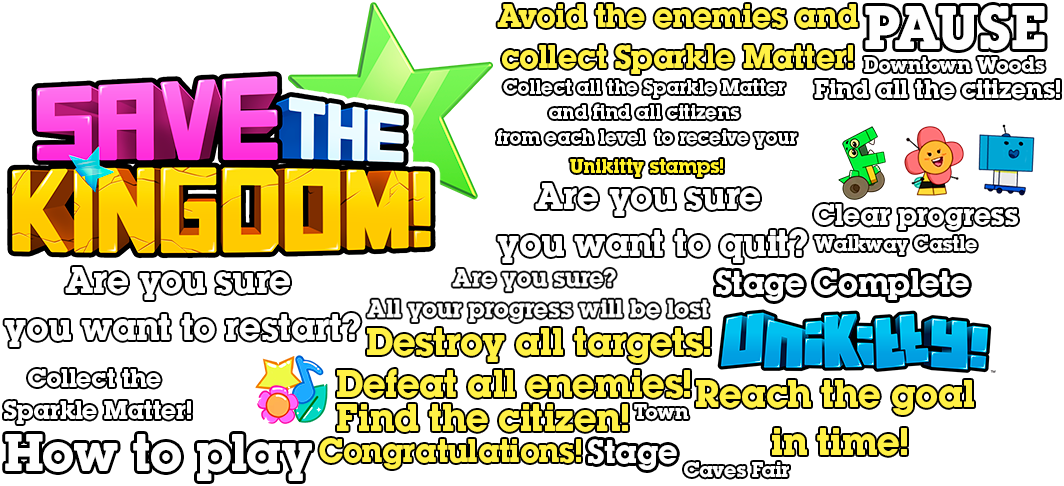 SAVE THE
KINGDOM!
Avoid the enemies and
collect Sparkle Matter!
Collect all the Sparkle Matter
and find all citizens
from each level to receive your
Unikitty stamps!
Are you sure
you want to quit?
PAUSE
Downtown Woods
Find all the citizens!
Clear progress
Walkway Castle
Are you sure
you want to restart?
Are you sure?
All your progress will be lost
Stage Complete
UniKitty!
™
Destroy all targets!
Collect the
Sparkle Matter!
Defeat all enemies!
Find the citizen!
Town
Reach the goal
in time!
How to play
Congratulations!
Stage
Caves Fair